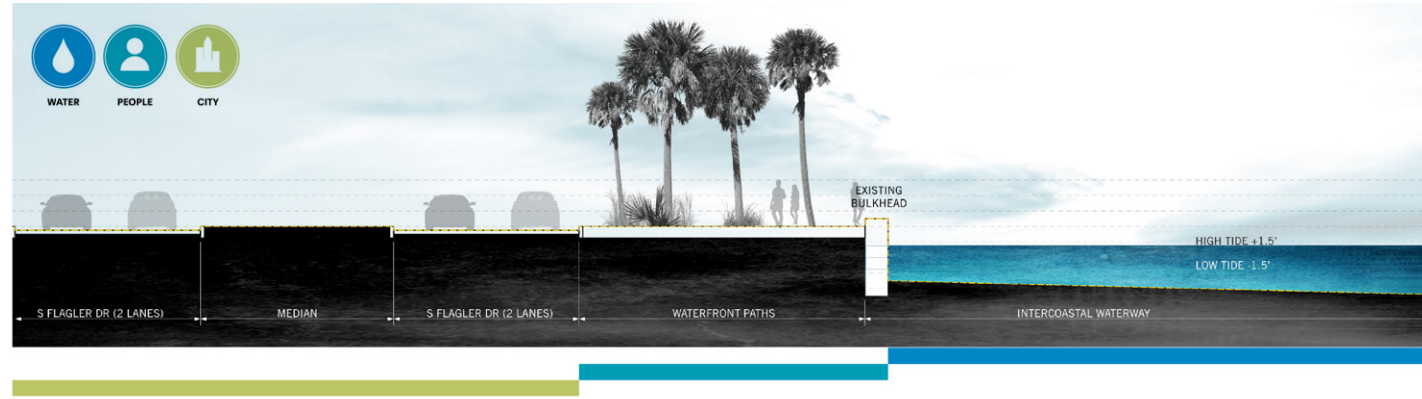 WATER
PEOPLE
CITY
EXISTING
BULKHEAD
HIGH TIDE +1.5'
LOW TIDE -1.5'
S FLAGLER DR (2 LANES)
MEDIAN
S FLAGLER DR (2 LANES)
WATERFRONT PATHS
INTERCOASTAL WATERWAY